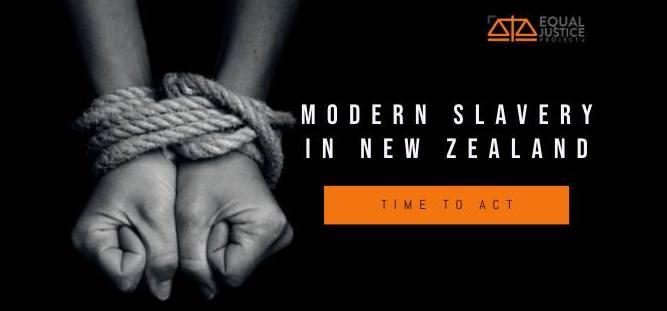 EQUAL
JUSTICE
PROJECT
MODERN SLAVERY
IN NEW ZEALAND
TIME TO ACT